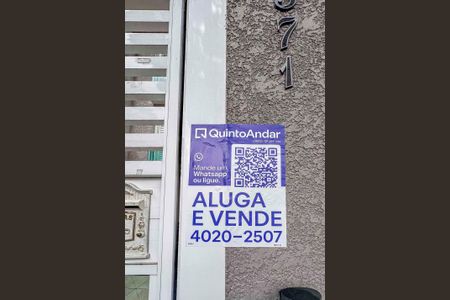 571
QuintoAndar
Mande um
Whatsapp
ou ligue.
ALUGA
E VENDE
4020-2507